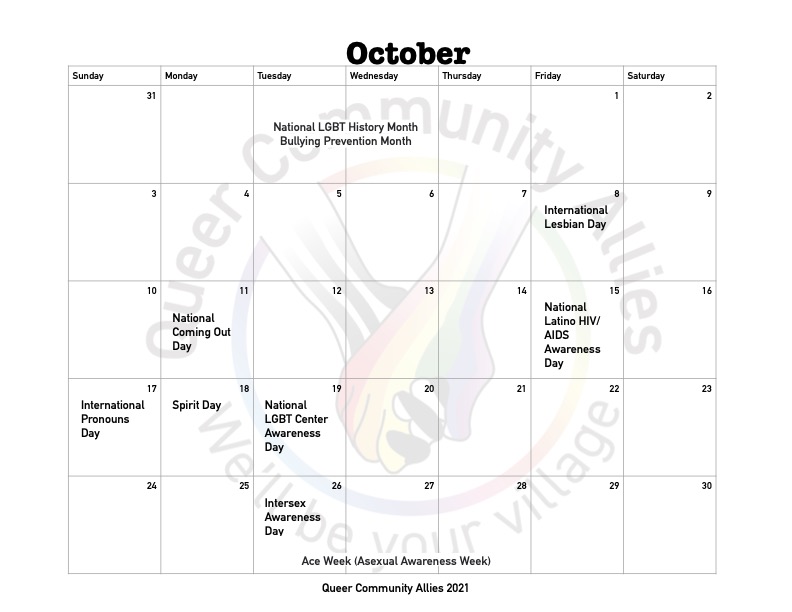 October
Sunday Monday Tuesday Wednesday Thursday Friday Saturday
31 1 2
National LGBT History Month
Bullying Prevention Month
3 4 5 6 7 8 9
International
Lesbian Day
10 11 12 13 14 15 16
National
Coming Out
Day
National
Latino HIV/
AIDS
Awareness
Day
17 18 19 20 21 22 23
International
Pronouns
Day
Spirit Day
National
LGBT Center
Awareness
Day
24 25 26 27 28 29 30
Intersex
Awareness
Day
Ace Week (Asexual Awareness Week)
Queer Community Allies 2021
Queer Community Allies
We'll be your village